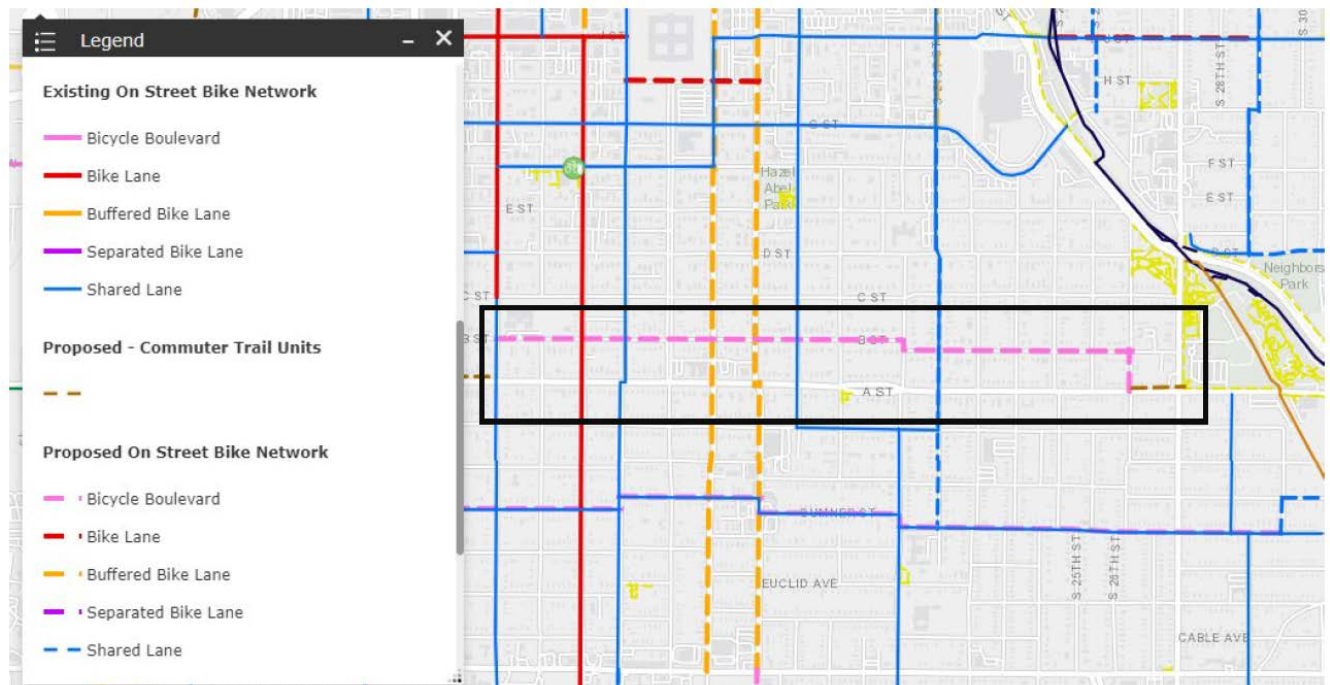 Legend
Existing On Street Bike Network
Bicycle Boulevard
Bike Lane
Buffered Bike Lane
Separated Bike Lane
Shared Lane
Proposed - Commuter Trail Units
Proposed On Street Bike Network
Bicycle Boulevard
Bike Lane
Buffered Bike Lane
Separated Bike Lane
Shared Lane
H ST
S 28TH ST
G ST
F ST
E ST
E ST
Hazel
Abel
Park
D ST
Neighbors
Park
C ST
C ST
B ST
B ST
A ST
SUMNER ST
S 25TH ST
S 26TH ST
EUCLID AVE
CABLE AVE